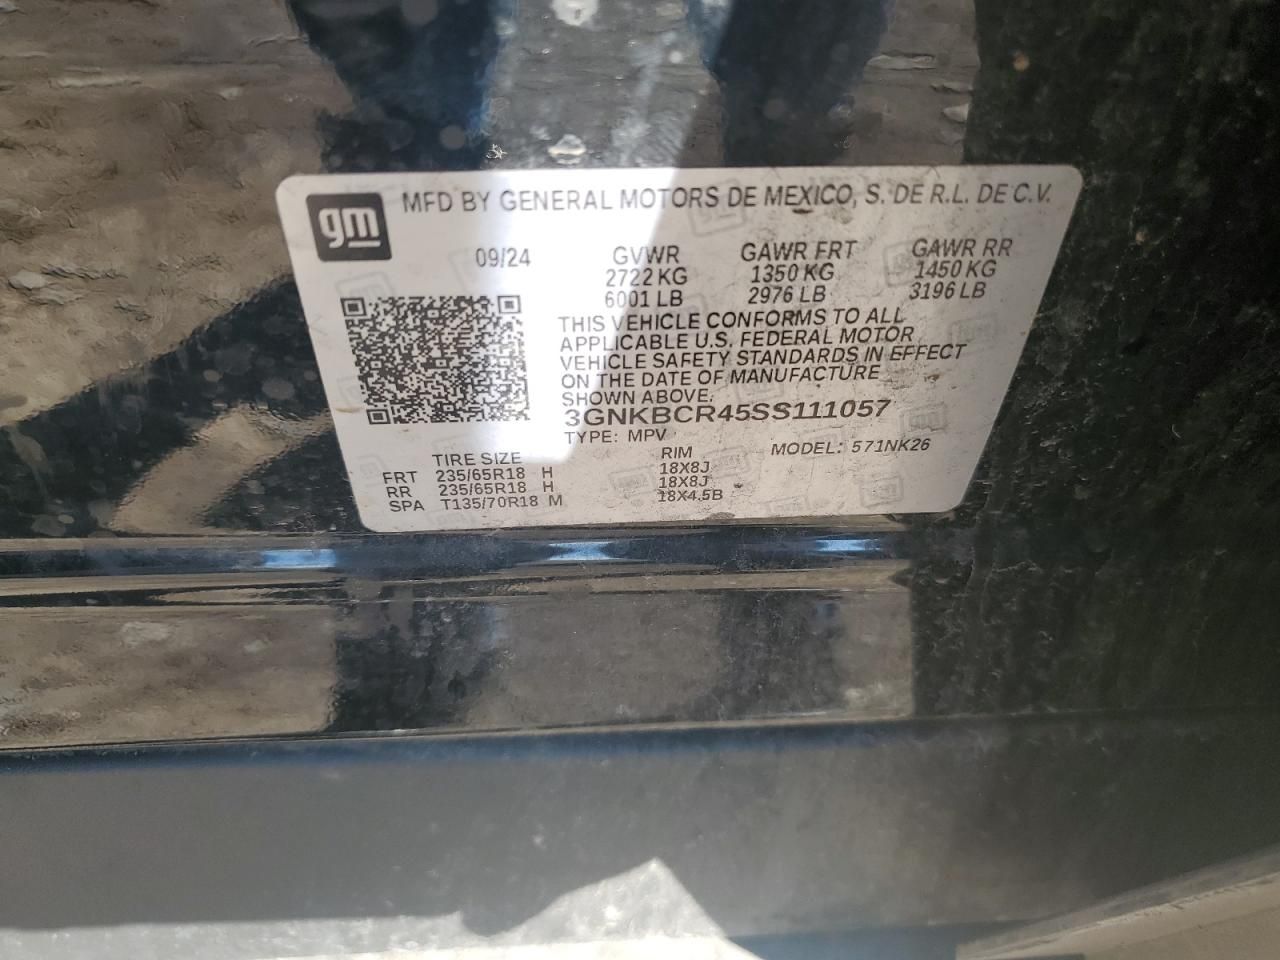 gm
MFD BY GENERAL MOTORS DE MEXICO, S. DE R.L. DE C.V.
09/24 GVWR GAWR FRT GAWR RR
2722 KG 1350 KG 1450 KG
6001 LB 2976 LB 3196 LB
THIS VEHICLE CONFORMS TO ALL
APPLICABLE U.S. FEDERAL MOTOR
VEHICLE SAFETY STANDARDS IN EFFECT
ON THE DATE OF MANUFACTURE
SHOWN ABOVE.
3GNKBCR45SS111057
TYPE: MPV MODEL: 571NK26
TIRE SIZE RIM
FRT 235/65R18 H 18X8J
RR 235/65R18 H 18X8J
SPA T135/70R18 M 18X4.5B